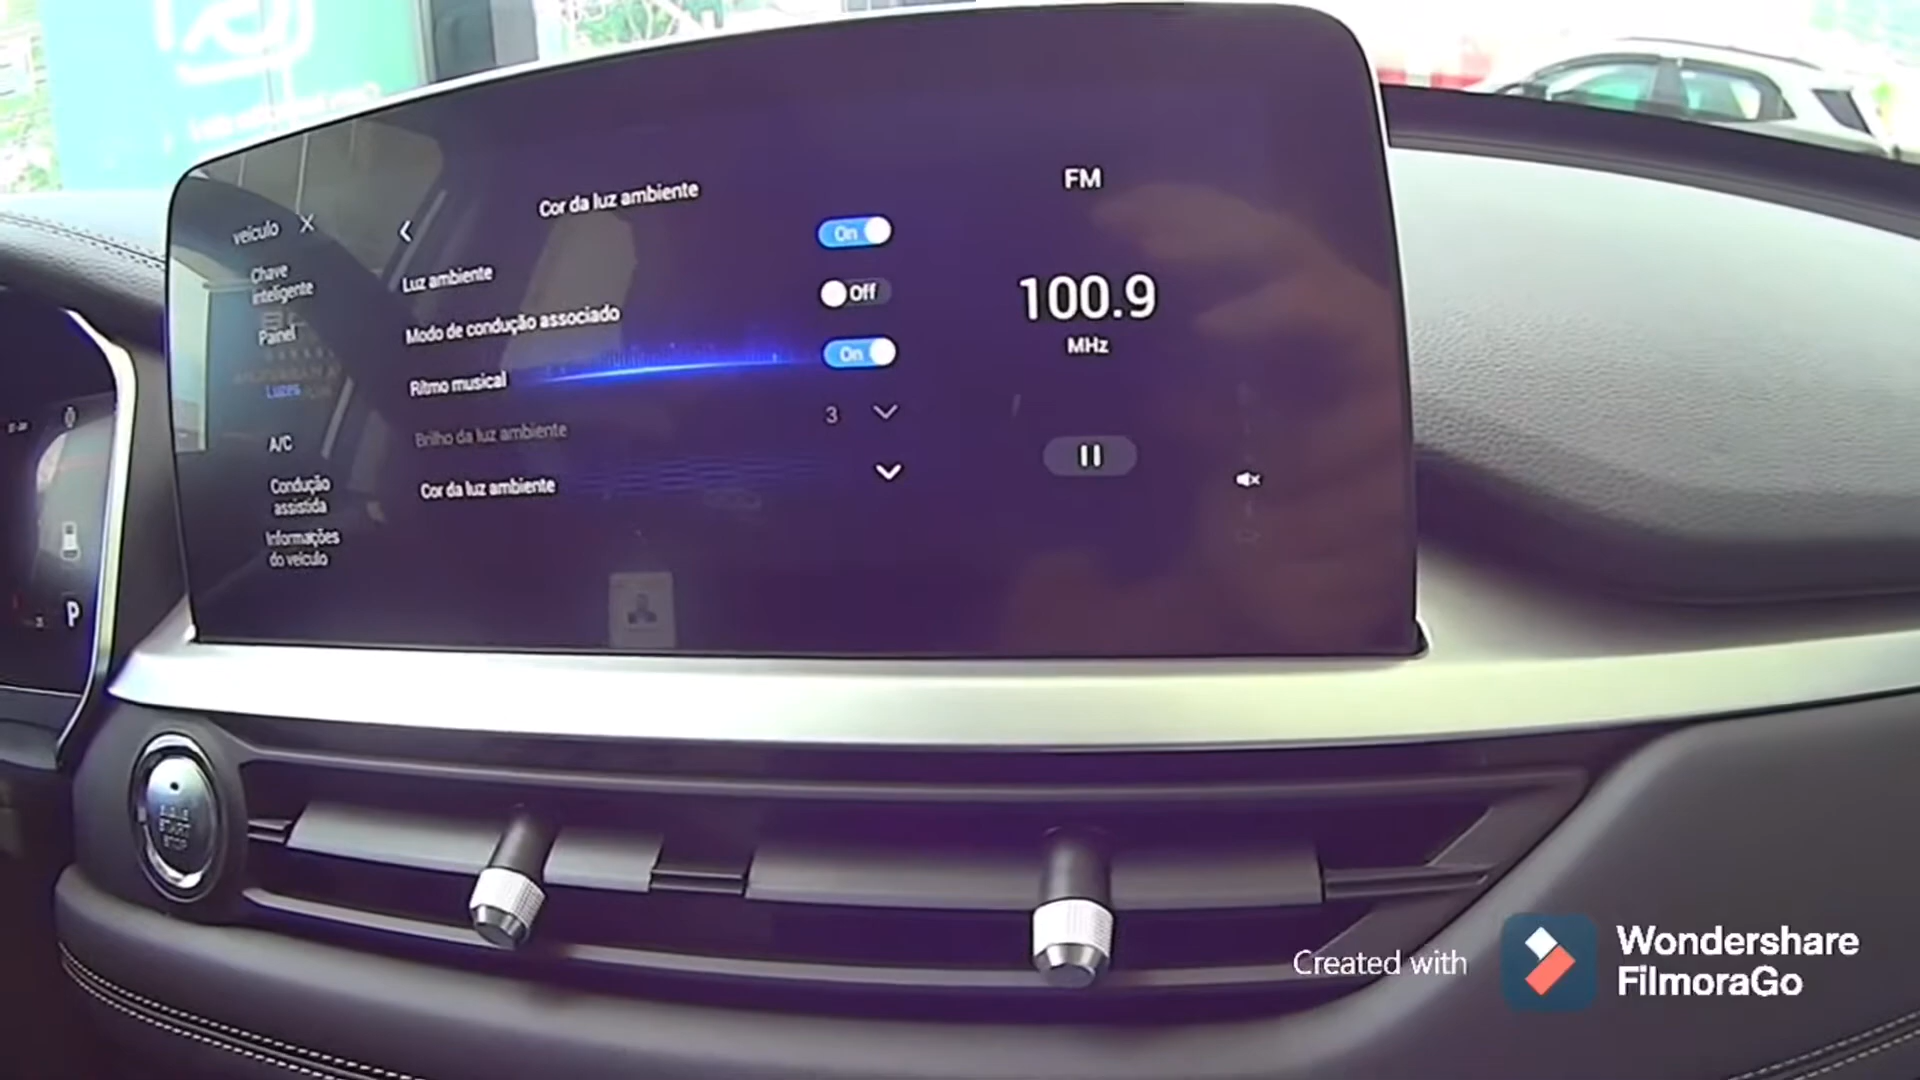 Cor da luz ambiente
FM
veículo
On
Chave
inteligente
Luz ambiente
Off
100.9
Painel
Modo de condução associado
MHz
On
Luzes
Ritmo musical
3
A/C
Brilho da luz ambiente
Condução
assistida
Cor da luz ambiente
Informações
do veículo
P
START
STOP
Created with
Wondershare
FilmoraGo